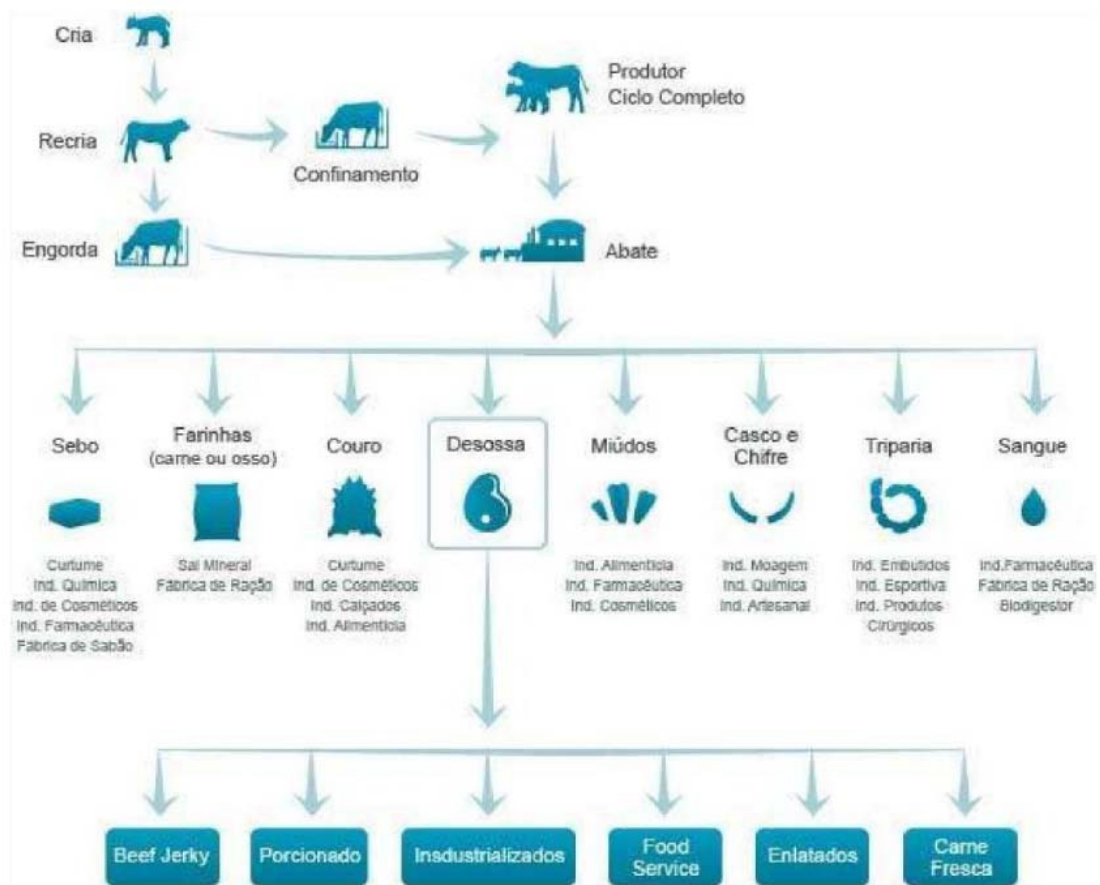 Cria
Produtor
Ciclo Completo
Recria
Confinamento
Engorda
Abate
Sebo
Farinhas
(carne ou osso)
Couro
Desossa
Miúdos
Casco e
Chifre
Triparia
Sangue
Curtume
Ind. Química
Ind. de Cosméticos
Ind. Farmacêutica
Fábrica de Sabão
Sal Mineral
Fábrica de Ração
Curtume
Ind. de Cosméticos
Ind. Calçados
Ind. Alimentícia
Ind. Alimentícia
Ind. Farmacêutica
Ind. Cosmélicos
Ind. Moagem
Ind. Química
Ind. Artesanal
Ind. Embutidos
Ind. Esportiva
Ind. Produtos
Cirúrgicos
Ind.Farmacêutica
Fábrica de Ração
Biodigestor
Beef Jerky
Porcionado
Insdustrializados
Food
Service
Enlatados
Carne
Fresca